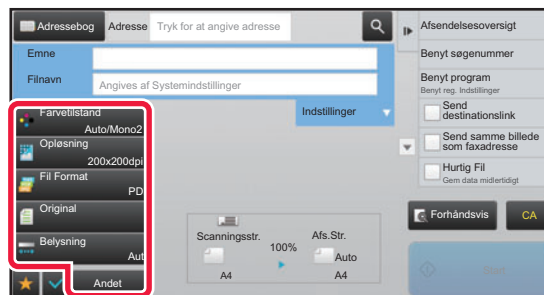 Adressebog
Adresse
Tryk for at angive adresse
Emne
Filnavn
Angives af Systemindstillinger
Indstillinger
Farvetilstand
Auto/Mono2
Opløsning
200x200dpi
Fil Format
PD
Original
Belysning
Aut
Andet
Scanningsstr.
A4
100%
Afs.Str.
Auto
A4
Afsendelsesoversigt
Benyt søgenummer
Benyt program
Benyt reg. Indstillinger
Send
destinationslink
Send samme billede
som faxadresse
Hurtig Fil
Gem data midlertidigt
Forhåndsvis
CA
Start